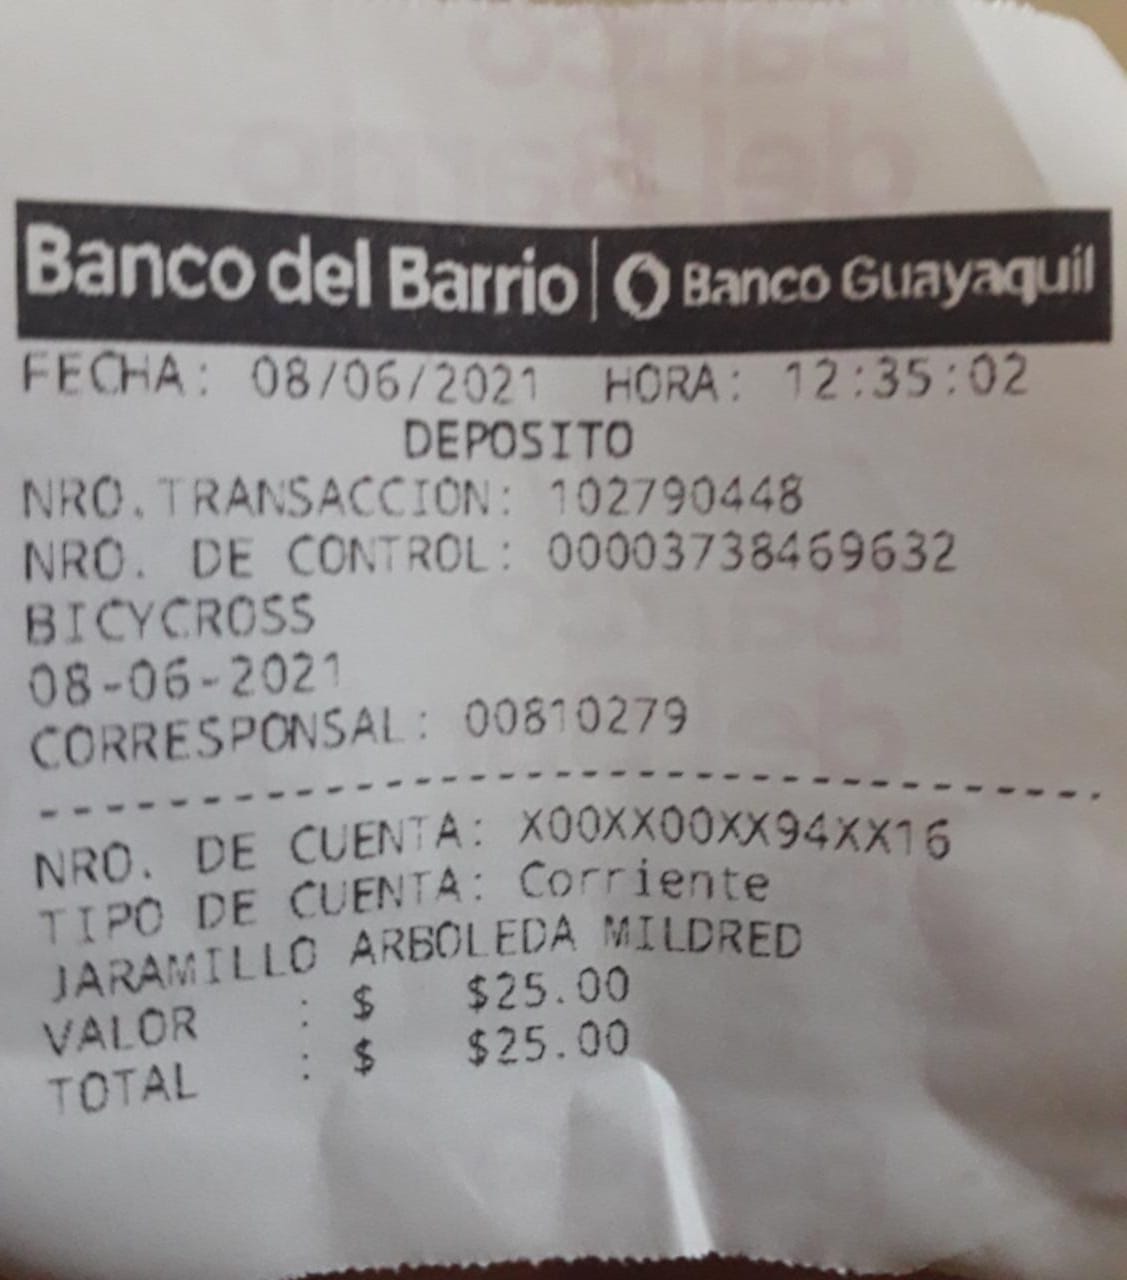 Banco del Barrio | Banco Guayaquil
FECHA: 08/06/2021 HORA: 12:35:02
DEPOSITO
NRO.TRANSACCION: 102790448
NRO. DE CONTROL: 00003738469632
BICYCROSS
08-06-2021
CORRESPONSAL: 00810279
NRO. DE CUENTA: X00XX00XX94XX16
TIPO DE CUENTA: Corriente
JARAMILLO ARBOLEDA MILDRED
VALOR : $ $25.00
TOTAL : $ $25.00